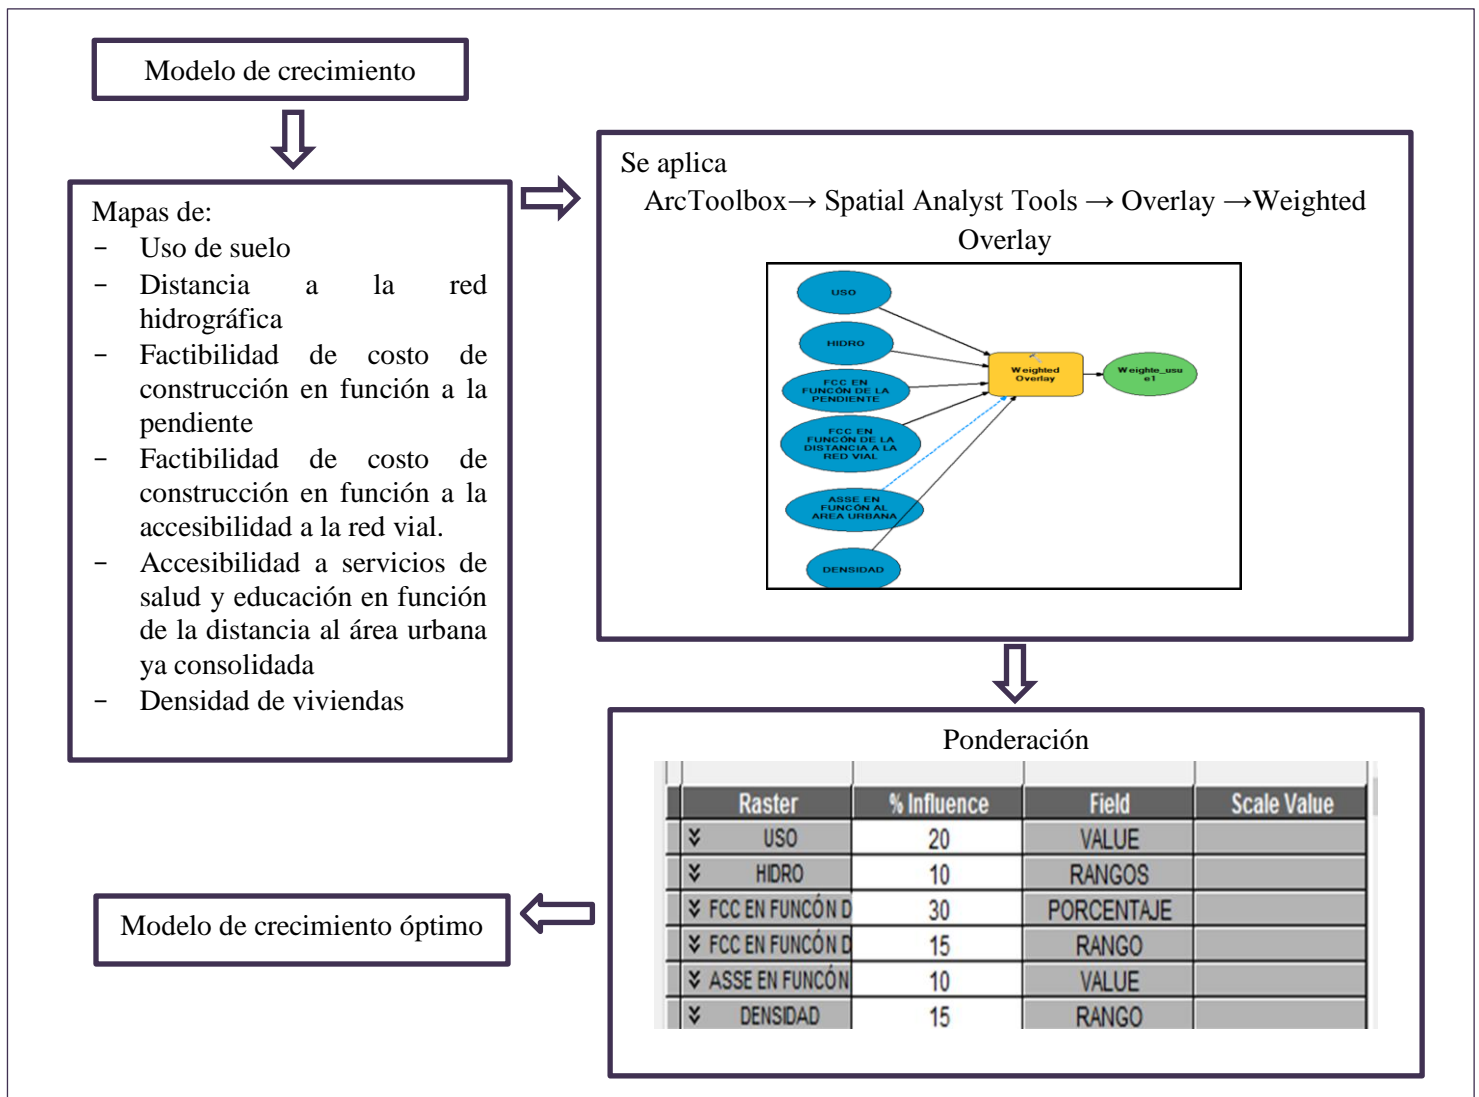 Modelo de crecimiento
Mapas de:
- Uso de suelo
- Distancia a la red
hidrográfica
- Factibilidad de costo de
construcción en función a la
pendiente
- Factibilidad de costo de
construcción en función a la
accesibilidad a la red vial.
- Accesibilidad a servicios de
salud y educación en función
de la distancia al área urbana
ya consolidada
- Densidad de viviendas
Se aplica
ArcToolbox→ Spatial Analyst Tools → Overlay →Weighted
Overlay
USO
HIDRO
FCC EN
FUNCÓN DE LA
PENDIENTE
FCC EN
FUNCÓN DE LA
DISTANCIA A LA
RED VIAL
ASSE EN
FUNCÓN AL
AREA URBANA
DENSIDAD
Weighted
Overlay
Weighte_usu
e1
Ponderación
Raster % Influence Field Scale Value
USO 20 VALUE
HIDRO 10 RANGOS
FCC EN FUNCÓN D 30 PORCENTAJE
FCC EN FUNCÓN D 15 RANGO
ASSE EN FUNCÓN 10 VALUE
DENSIDAD 15 RANGO
Modelo de crecimiento óptimo